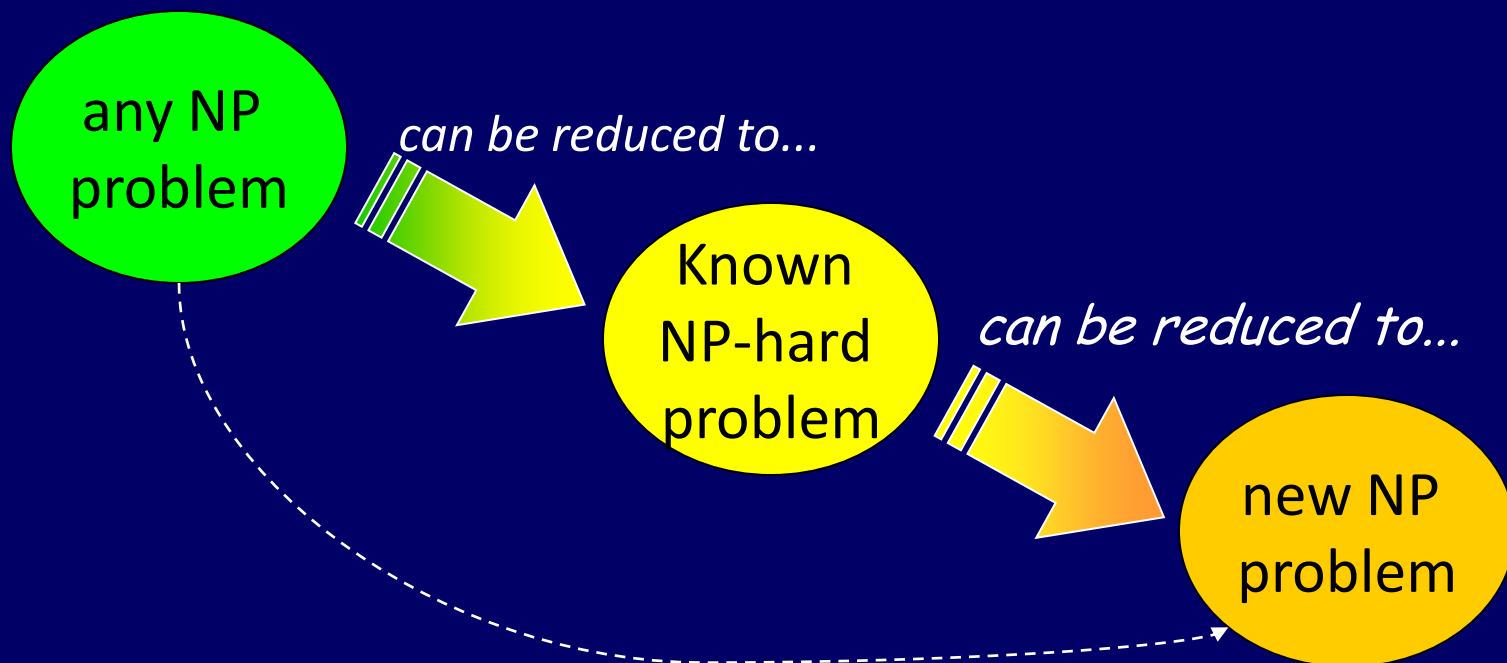 any NP
problem
can be reduced to...
Known
NP-hard
problem
can be reduced to...
new NP
problem